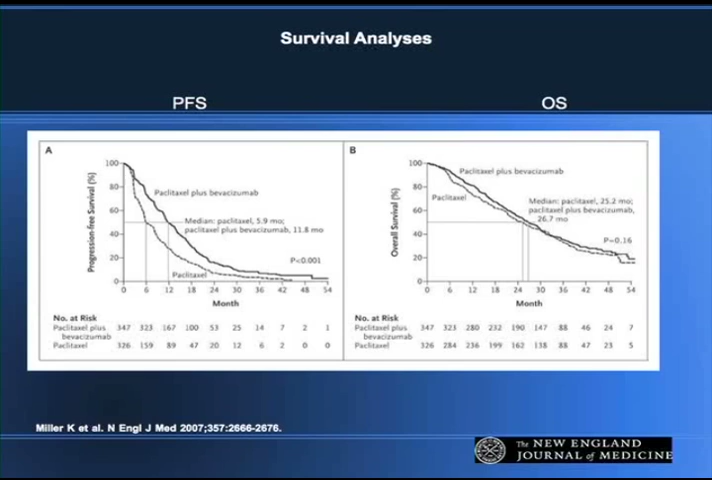 Survival Analyses
PFS
OS
A
Progression-free Survival (%)
100
80
60
40
20
0
Paclitaxel plus bevacizumab
Median: paclitaxel, 5.9 mo;
paclitaxel plus bevacizumab, 11.8 mo
P<0.001
Paclitaxel
0 6 12 18 24 30 36 42 48 54
Month
No. at Risk
Paclitaxel plus 347 323 167 100 53 25 14 7 2 1
bevacizumab
Paclitaxel 326 159 89 47 20 12 6 2 0 0
B
Overall Survival (%)
100
80
60
40
20
0
Paclitaxel plus bevacizumab
Paclitaxel
Median: paclitaxel, 25.2 mo;
paclitaxel plus bevacizumab,
26.7 mo
P=0.16
0 6 12 18 24 30 36 42 48 54
Month
No. at Risk
Paclitaxel plus 347 323 280 232 190 147 88 46 24 7
bevacizumab
Paclitaxel 326 284 236 199 162 138 88 47 23 5
Miller K et al. N Engl J Med 2007;357:2666-2676.
The NEW ENGLAND
JOURNAL of MEDICINE